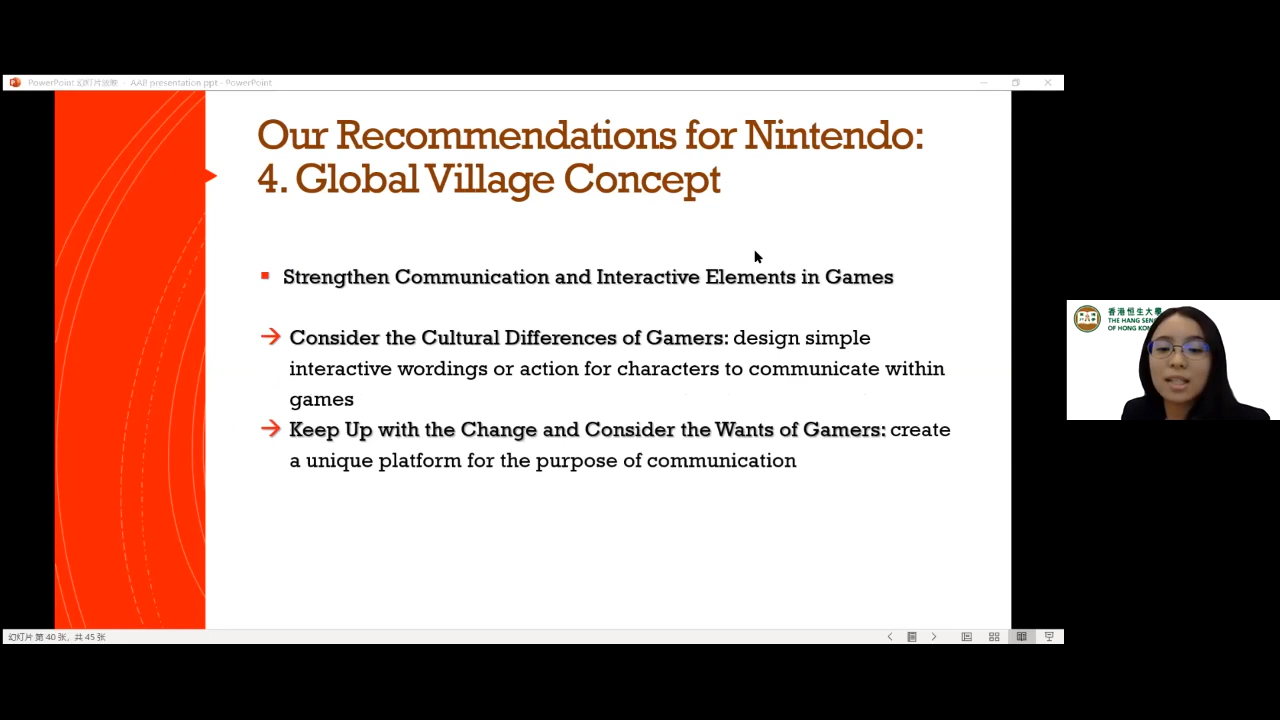 PowerPoint 幻灯片放映 - AAB presentation ppt - PowerPoint
Our Recommendations for Nintendo:
4. Global Village Concept
▪ Strengthen Communication and Interactive Elements in Games
→ Consider the Cultural Differences of Gamers: design simple
interactive wordings or action for characters to communicate within
games
→ Keep Up with the Change and Consider the Wants of Gamers: create
a unique platform for the purpose of communication
香港恒生大學
THE HANG SENG
OF HONG KON
幻灯片 第 40 张，共 45 张